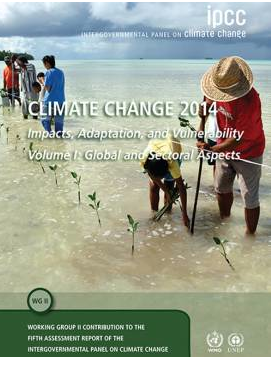 ipcc
INTERGOVERNMENTAL PANEL ON climate change
CLIMATE CHANGE 2014
Impacts, Adaptation, and Vulnerability
Volume I: Global and Sectoral Aspects
WG II
WORKING GROUP II CONTRIBUTION TO THE
FIFTH ASSESSMENT REPORT OF THE
INTERGOVERNMENTAL PANEL ON CLIMATE CHANGE
WMO UNEP